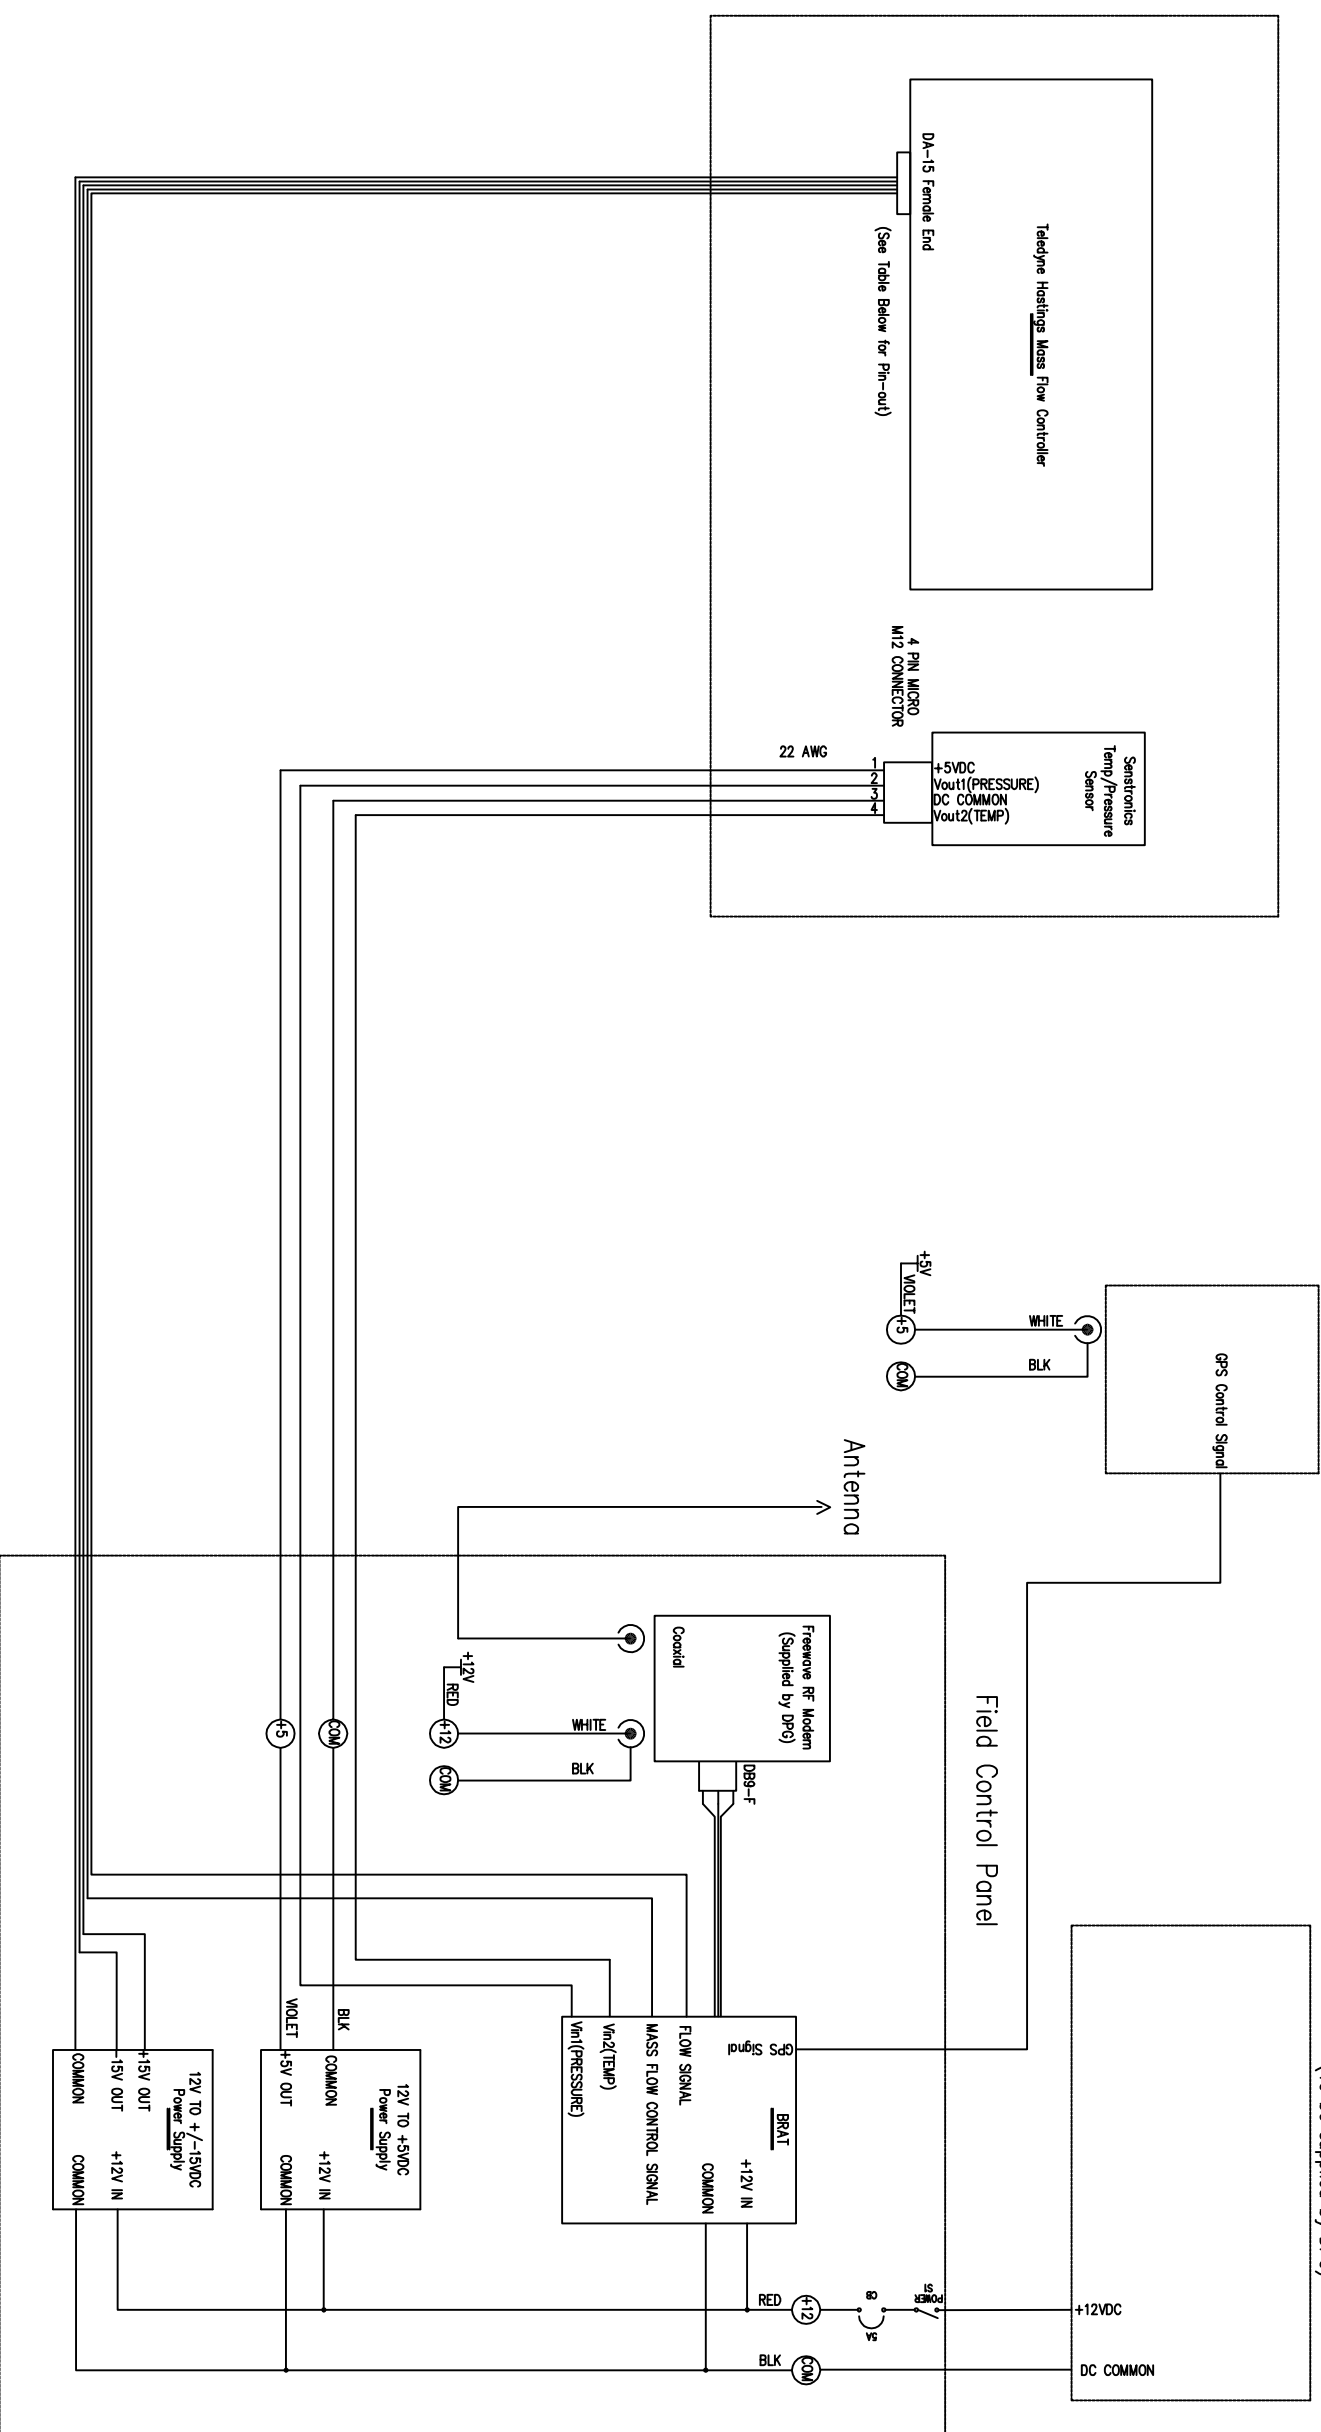 DA-15 Female End
(See Table Below for Pin-out)
Teledyne Hastings Mass Flow Controller
4 PIN MICRO
M12 CONNECTOR
22 AWG
1
2
3
4
+5VDC
Vout1(PRESSURE)
DC COMMON
Vout2(TEMP)
Senstronics
Temp/Pressure
Sensor
+5V
VIOLET
+5
COM
WHITE
BLK
GPS Control Signal
Antenna
Freewave RF Modem
(Supplied by DPG)
Coaxial
+12V
RED
+12
COM
WHITE
BLK
DB9-F
Field Control Panel
+5
COM
VIOLET
BLK
GPS Signal
BRAT
FLOW SIGNAL
MASS FLOW CONTROL SIGNAL
Vin2(TEMP)
Vin1(PRESSURE)
+12V IN
COMMON
12V TO +5VDC
Power Supply
COMMON
+5V OUT
+12V IN
COMMON
12V TO +/-15VDC
Power Supply
+15V OUT
15V OUT
COMMON
+12V IN
COMMON
RED
+12
CB
5A
POWER
S1
+12VDC
BLK
COM
DC COMMON